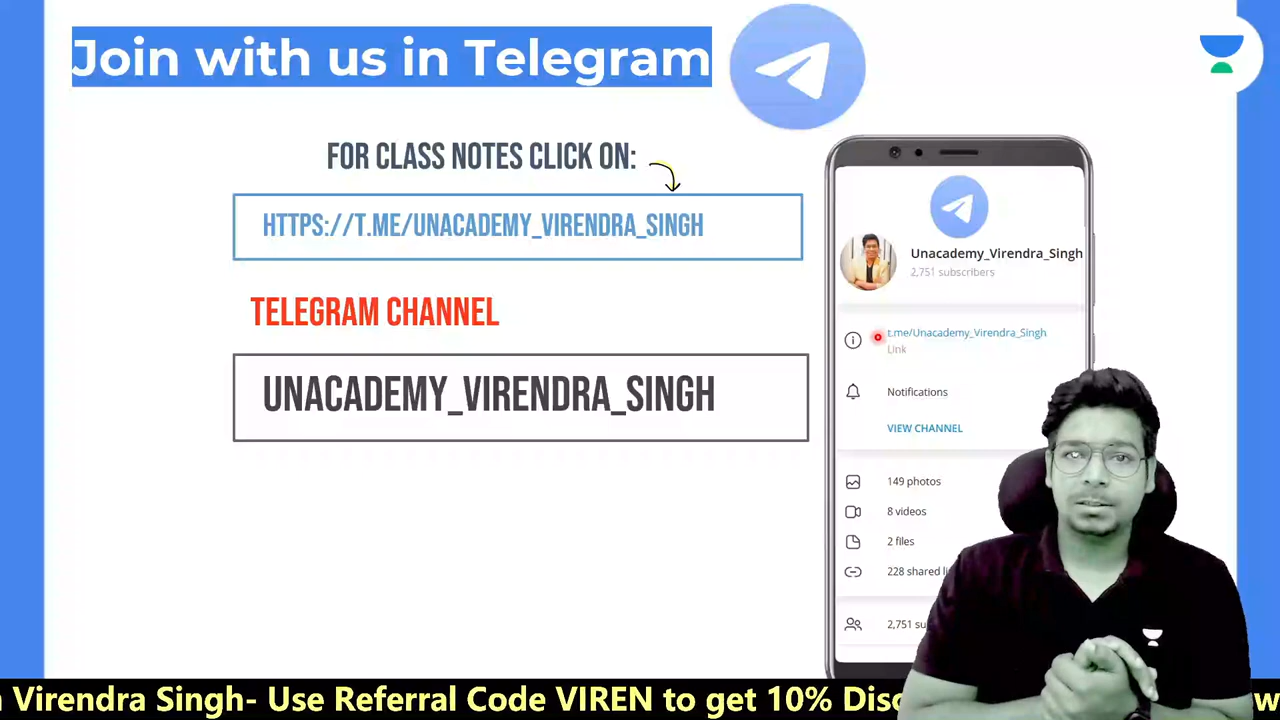 Join with us in Telegram
FOR CLASS NOTES CLICK ON:
HTTPS://T.ME/UNACADEMY_VIRENDRA_SINGH
TELEGRAM CHANNEL
UNACADEMY_VIRENDRA_SINGH
Unacademy_Virendra_Singh
2,751 subscribers
t.me/Unacademy_Virendra_Singh
Link
Notifications
VIEW CHANNEL
149 photos
8 videos
2 files
228 shared
2,751
Virendra Singh- Use Referral Code VIREN to get 10%